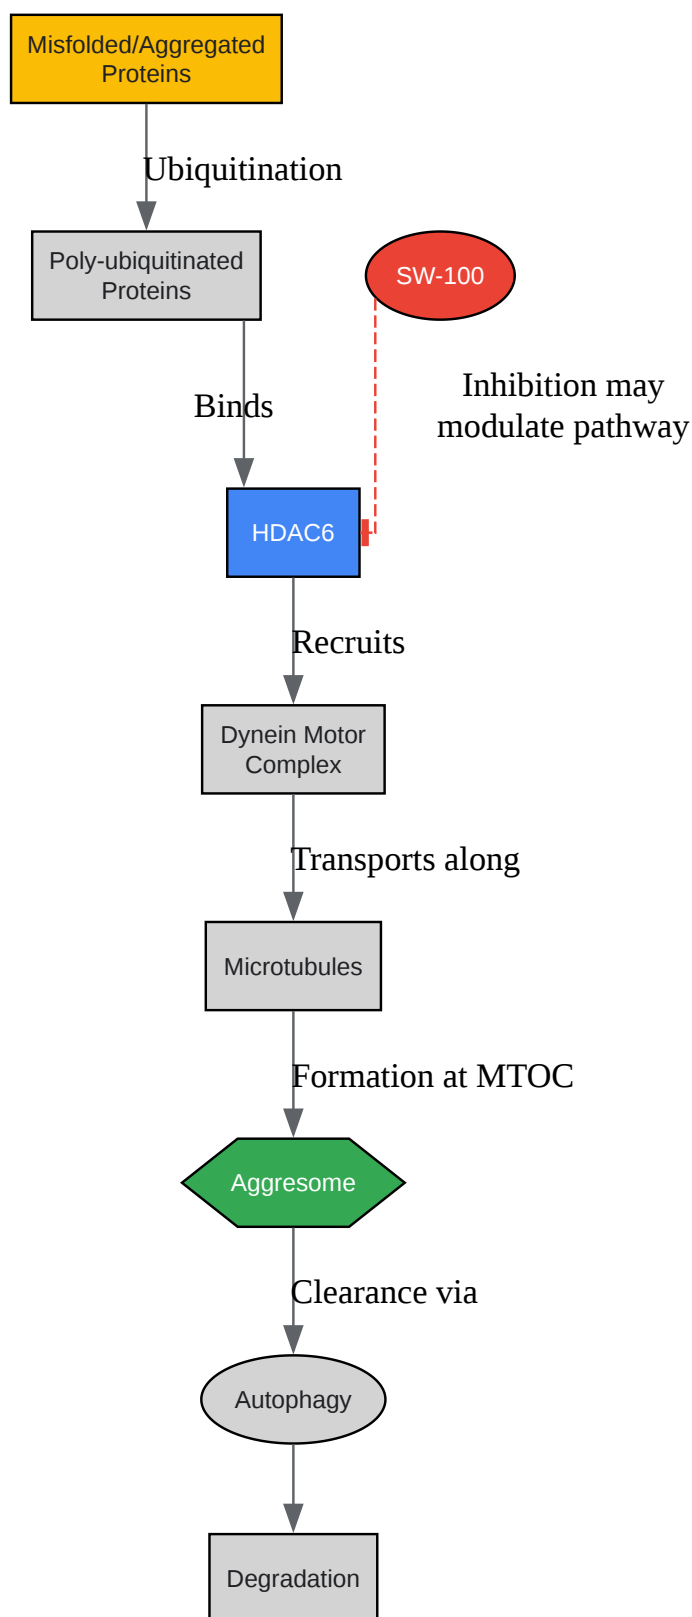 Misfolded/Aggregated
Proteins
Ubiquitination
Poly-ubiquitinated
Proteins
SW-100
Inhibition may
modulate pathway
Binds
HDAC6
Recruits
Dynein Motor
Complex
Transports along
Microtubules
Formation at MTOC
Aggresome
Clearance via
Autophagy
Degradation